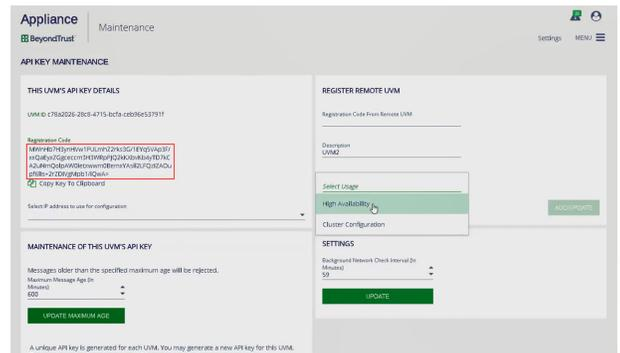 Appliance
BeyondTrust
Maintenance
Settings
MENU
API KEY MAINTENANCE
THIS UVM'S API KEY DETAILS
UVM ID
Registration Code
Copy Key To Clipboard
Select IP address to use for configuration
REGISTER REMOTE UVM
Registration Code From Remote UVM
Description
UVM2
Select Usage
High Availability
Cluster Configuration
ADD/UPDATE
MAINTENANCE OF THIS UVM'S API KEY
Messages older than the specified maximum age will be rejected.
Maximum Message Age (in
Minutes)
600
UPDATE MAXIMUM AGE
A unique API key is generated for each UVM. You may generate a new API key for this UVM.
SETTINGS
Background Network Check Interval (in
Minutes)
59
UPDATE